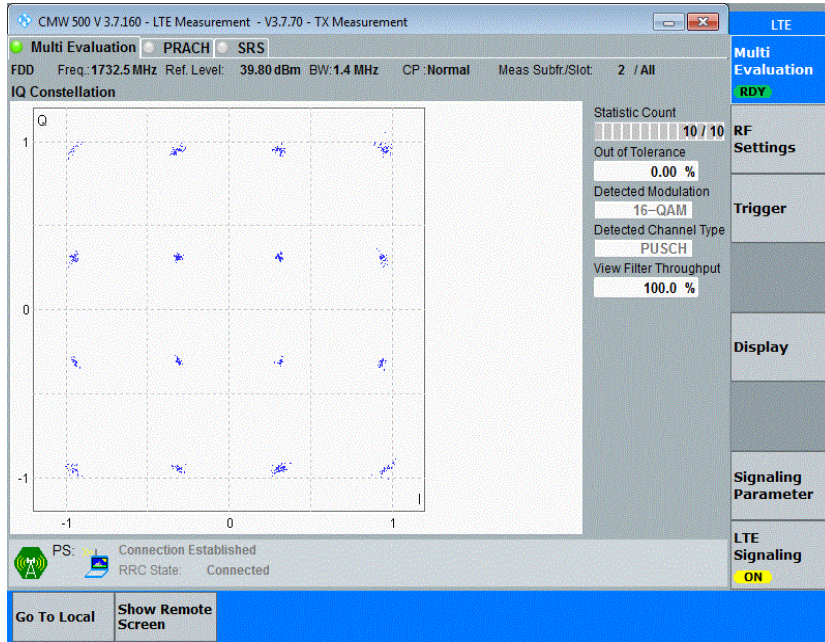 CMW 500 V 3.7.160 - LTE Measurement - V3.7.70 - TX Measurement
LTE
Multi Evaluation PRACH SRS
Multi
Evaluation
RDY
FDD Freq.: 1732.5 MHz Ref. Level: 39.80 dBm BW: 1.4 MHz CP : Normal Meas Subfr./Slot: 2 / All
IQ Constellation
Statistic Count
10 / 10
Out of Tolerance
0.00 %
Detected Modulation
16-QAM
Detected Channel Type
PUSCH
View Filter Throughput
100.0 %
RF
Settings
Trigger
Display
Signaling
Parameter
LTE
Signaling
ON
Q
1
0
-1
I
-1 0 1
PS: Connection Established
RRC State: Connected
Go To Local
Show Remote
Screen